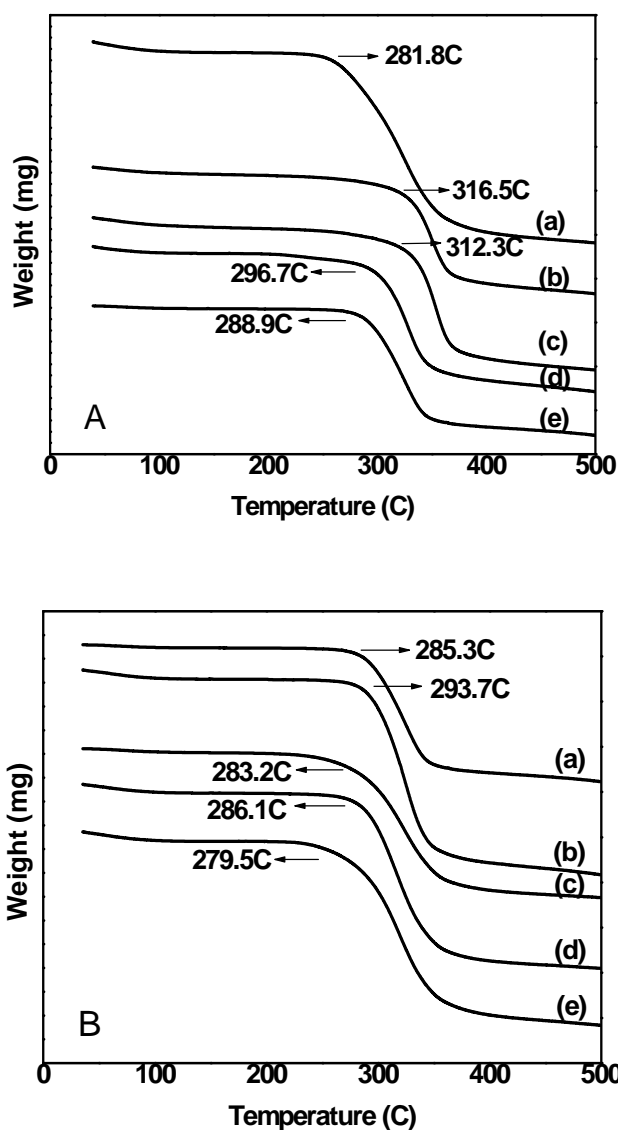 281.8C
316.5C
(a)
312.3C
296.7C
(b)
288.9C
(c)
(d)
A
(e)
Weight (mg)
0 100 200 300 400 500
Temperature (C)
285.3C
293.7C
(a)
283.2C
286.1C
(b)
279.5C
(c)
(d)
(e)
B
Weight (mg)
0 100 200 300 400 500
Temperature (C)